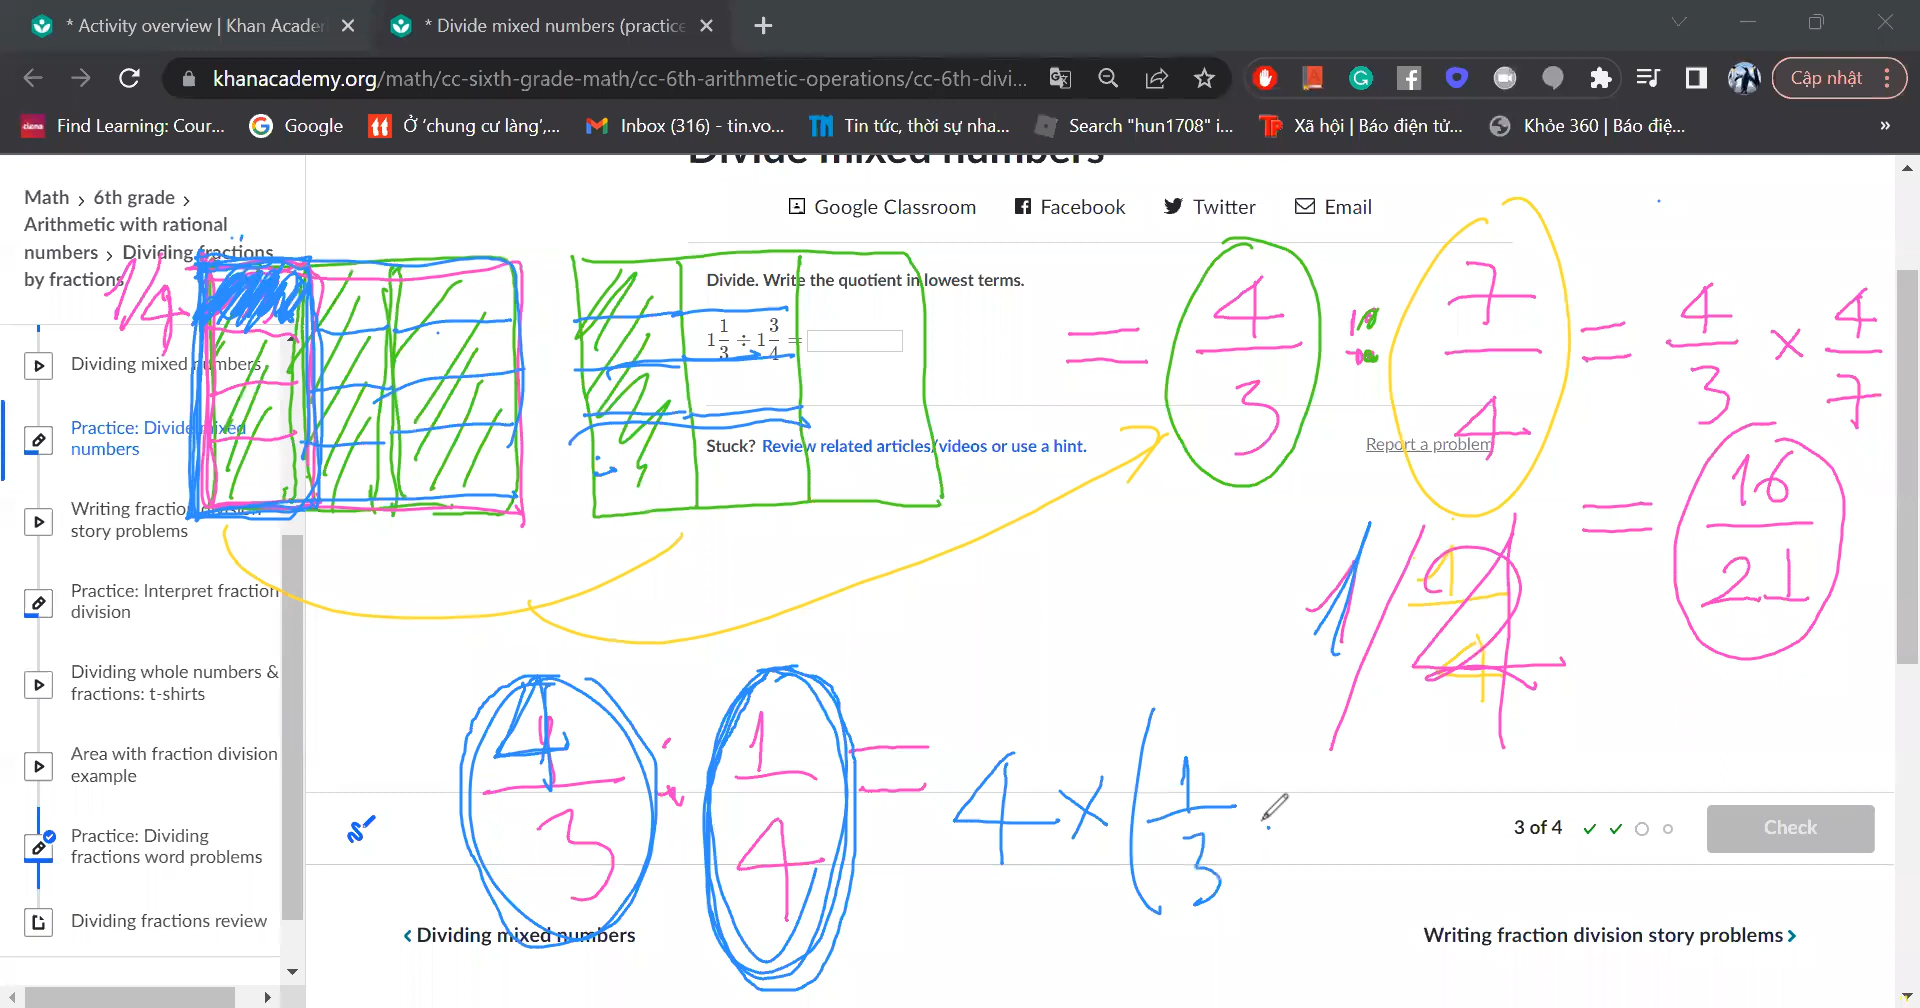 * Activity overview | Khan Acade
* Divide mixed numbers (practice
khanacademy.org/math/cc-sixth-grade-math/cc-6th-arithmetic-operations/cc-6th-divi...
Cập nhật
Find Learning: Cour...
Google
Ở 'chung cư làng',...
Inbox (316) - tin.vo...
Tin tức, thời sự nha...
Search "hun1708" i...
Xã hội | Báo điện tử...
Khỏe 360 | Báo điệ...
»
Divide mixed numbers
Math › 6th grade ›
Arithmetic with rational
numbers › Dividing fractions
by fractions
Google Classroom
Facebook
Twitter
Email
Dividing mixed numbers
Practice: Divide mixed
numbers
Writing fraction division
story problems
Practice: Interpret fraction
division
Dividing whole numbers &
fractions: t-shirts
Area with fraction division
example
Practice: Dividing
fractions word problems
Dividing fractions review
Divide. Write the quotient in lowest terms.
1 1/3 ÷ 1 3/4 =
Stuck? Review related articles/videos or use a hint.
Report a problem
1/4
= 4/3 ÷ 7/4 = 4/3 × 4/7
= 16/21
4/3 ÷ 1/4 = 4 × ( 1/3
3 of 4
Check
‹ Dividing mixed numbers
Writing fraction division story problems ›